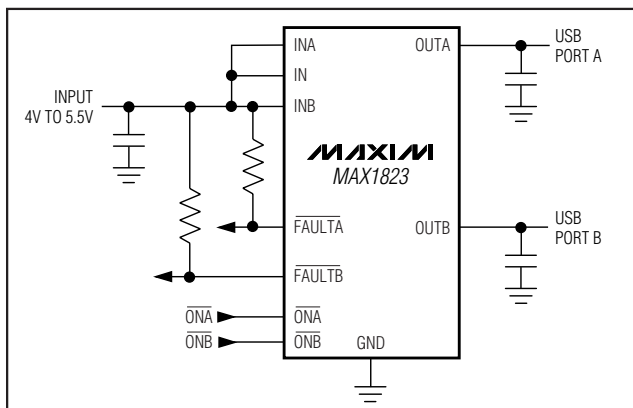 INA
OUTA
USB
PORT A
IN
INPUT
4V TO 5.5V
INB
MAXIM
MAX1823
FAULTA
OUTB
USB
PORT B
FAULTB
ONA
ONA
ONB
ONB
GND